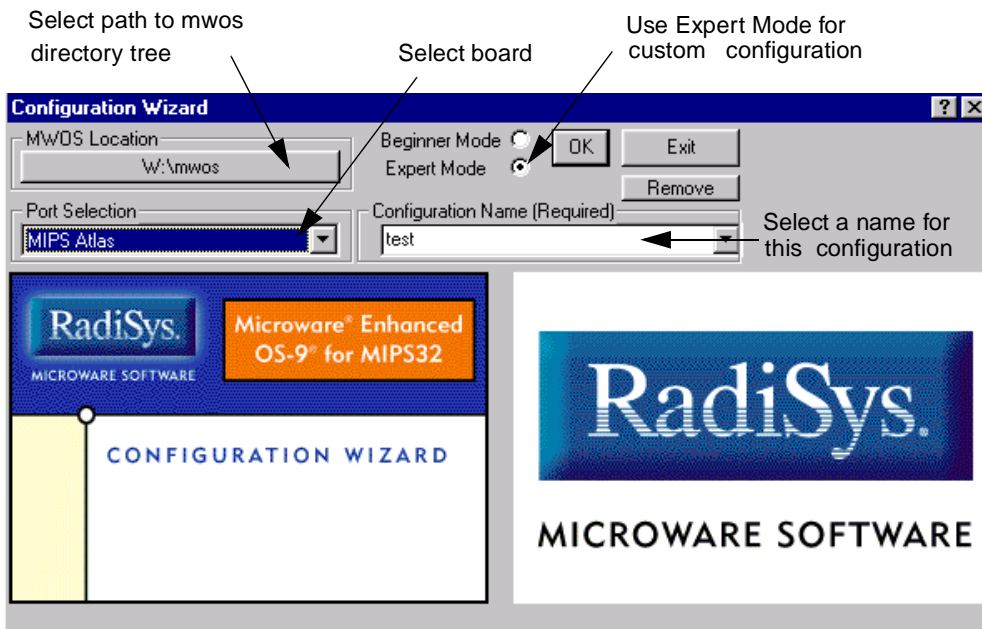 Select path to mwos
directory tree
Select board
Use Expert Mode for
custom configuration
Configuration Wizard
MWOS Location
W:\mwos
Beginner Mode
Expert Mode
OK
Exit
Remove
Port Selection
MIPS Atlas
Configuration Name (Required)
test
Select a name for
this configuration
RadiSys.
MICROWARE SOFTWARE
Microware® Enhanced
OS-9® for MIPS32
CONFIGURATION WIZARD
RadiSys.
MICROWARE SOFTWARE